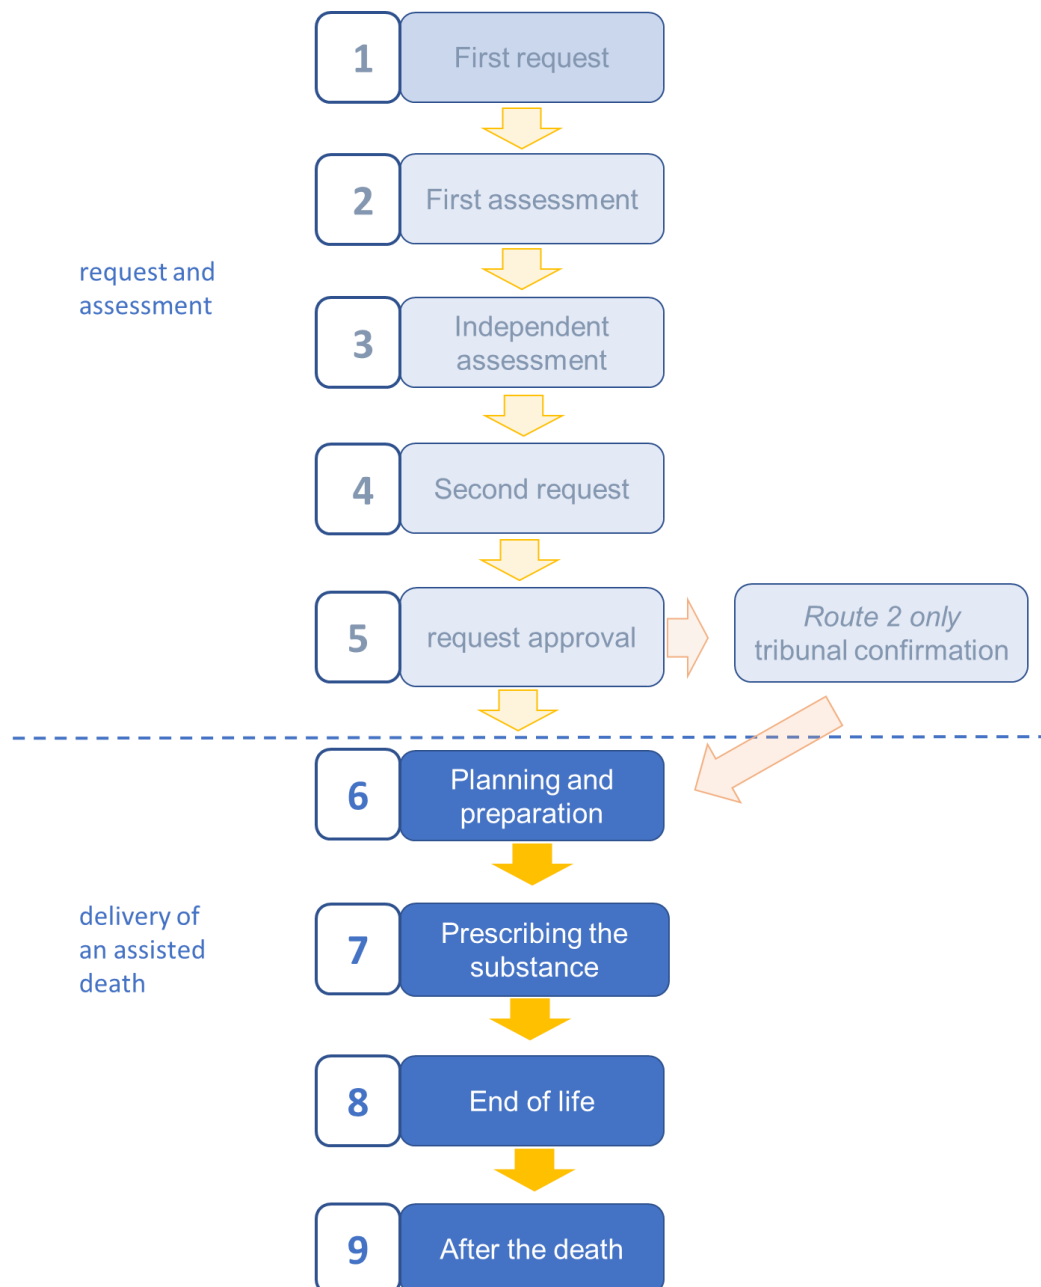 1
First request
2
First assessment
request and
assessment
3
Independent
assessment
4
Second request
5
request approval
Route 2 only
tribunal confirmation
6
Planning and
preparation
delivery of
an assisted
death
7
Prescribing the
substance
8
End of life
9
After the death